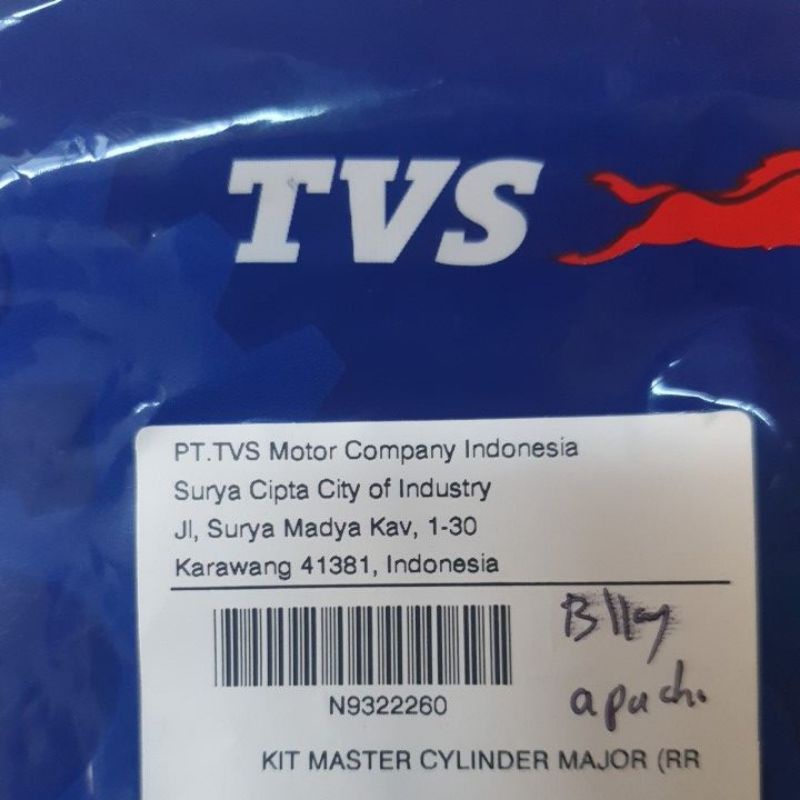 TVS
PT.TVS Motor Company Indonesia
Surya Cipta City of Industry
Jl, Surya Madya Kav, 1-30
Karawang 41381, Indonesia
N9322260
apach.
KIT MASTER CYLINDER MAJOR (RR